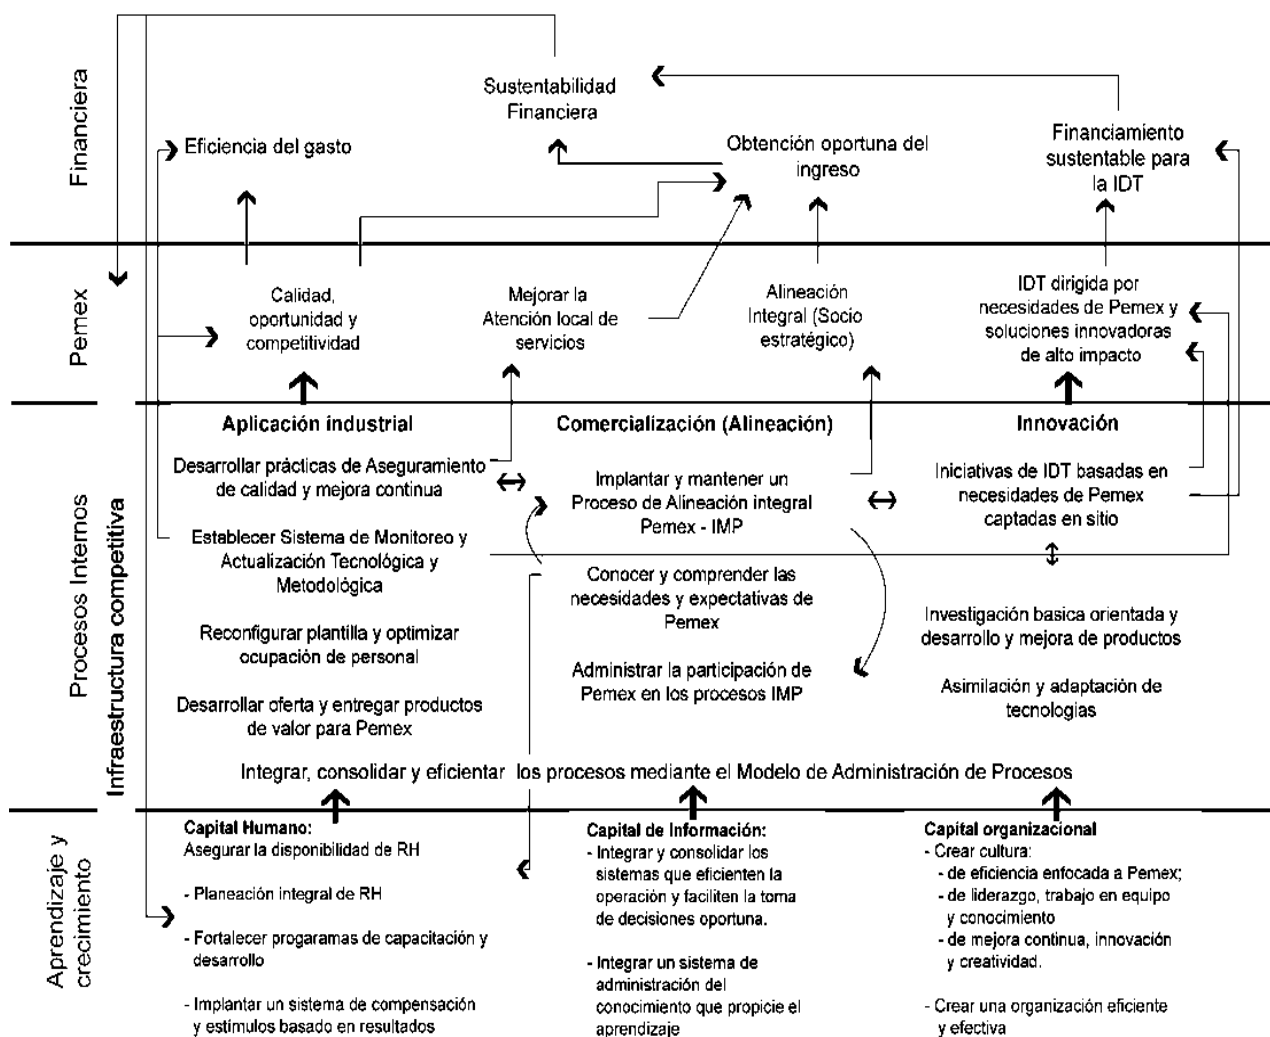 Financiera
Sustentabilidad
Financiera
Eficiencia del gasto
Obtención oportuna del
ingreso
Financiamiento
sustentable para
la IDT
Pemex
Calidad,
oportunidad y
competitividad
Mejorar la
Atención local de
servicios
Alineación
Integral (Socio
estratégico)
IDT dirigida por
necesidades de Pemex y
soluciones innovadoras
de alto impacto
Procesos Internos
Infraestructura competitiva
Aplicación industrial
Desarrollar prácticas de Aseguramiento
de calidad y mejora continua
Establecer Sistema de Monitoreo y
Actualización Tecnológica y
Metodológica
Reconfigurar plantilla y optimizar
ocupación de personal
Desarrollar oferta y entregar productos
de valor para Pemex
Comercialización (Alineación)
Implantar y mantener un
Proceso de Alineación integral
Pemex - IMP
Conocer y comprender las
necesidades y expectativas de
Pemex
Administrar la participación de
Pemex en los procesos IMP
Innovación
Iniciativas de IDT basadas en
necesidades de Pemex
captadas en sitio
Investigación basica orientada y
desarrollo y mejora de productos
Asimilación y adaptación de
tecnologias
Integrar, consolidar y eficientar los procesos mediante el Modelo de Administración de Procesos
Aprendizaje y
crecimiento
Capital Humano:
Asegurar la disponibilidad de RH
- Planeación integral de RH
- Fortalecer progaramas de capacitación y
desarrollo
- Implantar un sistema de compensación
y estímulos basado en resultados
Capital de Información:
- Integrar y consolidar los
sistemas que eficienten la
operación y faciliten la toma
de decisiones oportuna.
- Integrar un sistema de
administración del
conocimiento que propicie el
aprendizaje
Capital organizacional
- Crear cultura:
- de eficiencia enfocada a Pemex;
- de liderazgo, trabajo en equipo
y conocimiento
- de mejora continua, innovación
y creatividad.
- Crear una organización eficiente
y efectiva